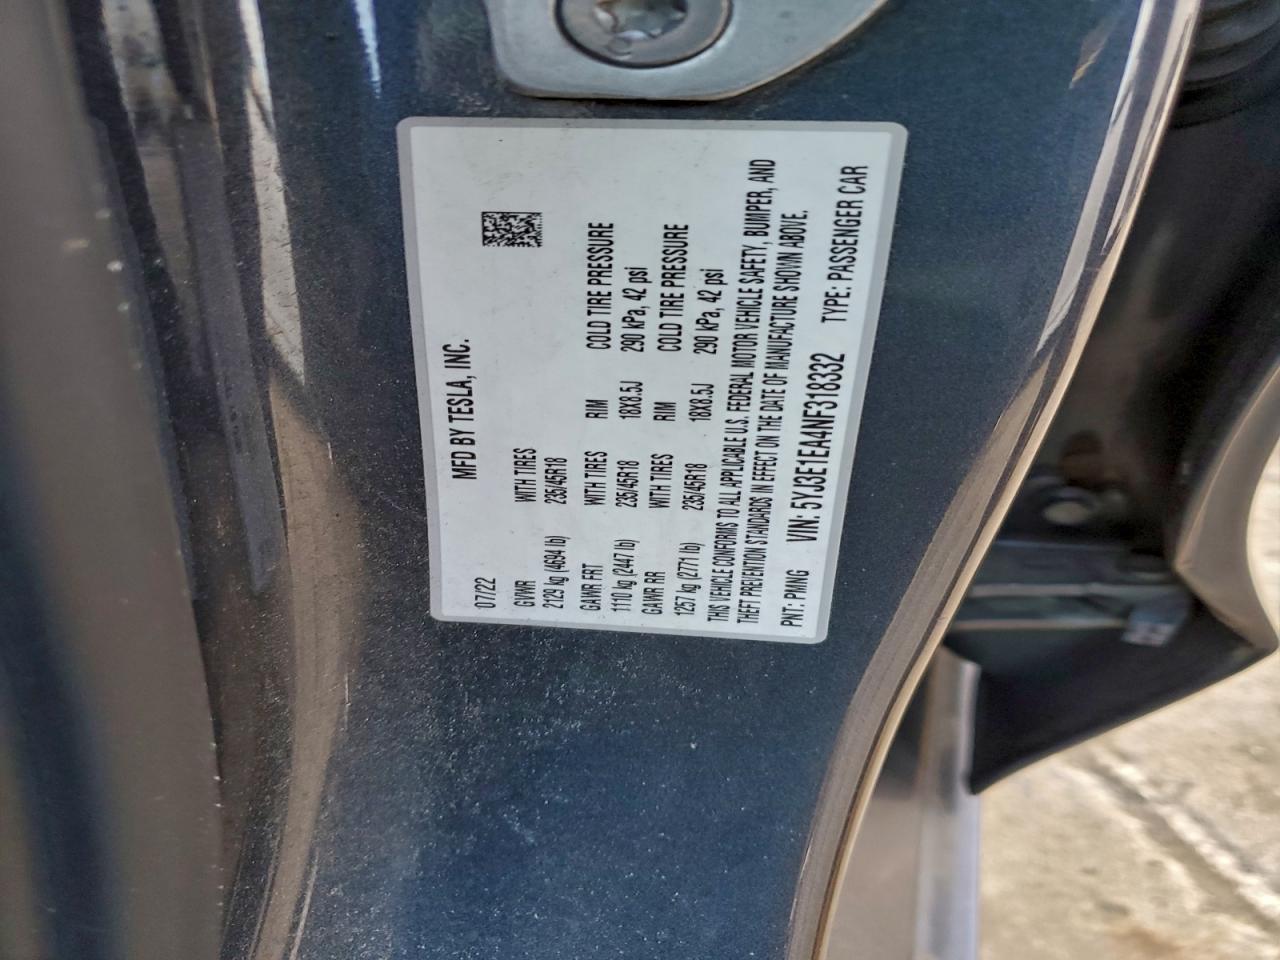 MFD BY TESLA, INC.
07/22
GVWR WITH TIRES
2129 kg (4694 lb) 235/45R18
GAWR FRT WITH TIRES RIM COLD TIRE PRESSURE
1110 kg (2447 lb) 235/45R18 18X8.5J 290 kPa, 42 psi
GAWR RR WITH TIRES RIM COLD TIRE PRESSURE
1257 kg (2771 lb) 235/45R18 18X8.5J 290 kPa, 42 psi
THIS VEHICLE CONFORMS TO ALL APPLICABLE U.S. FEDERAL MOTOR VEHICLE SAFETY, BUMPER, AND
THEFT PREVENTION STANDARDS IN EFFECT ON THE DATE OF MANUFACTURE SHOWN ABOVE.
PNT: PMNG VIN: 5YJ3E1EA4NF318332 TYPE: PASSENGER CAR